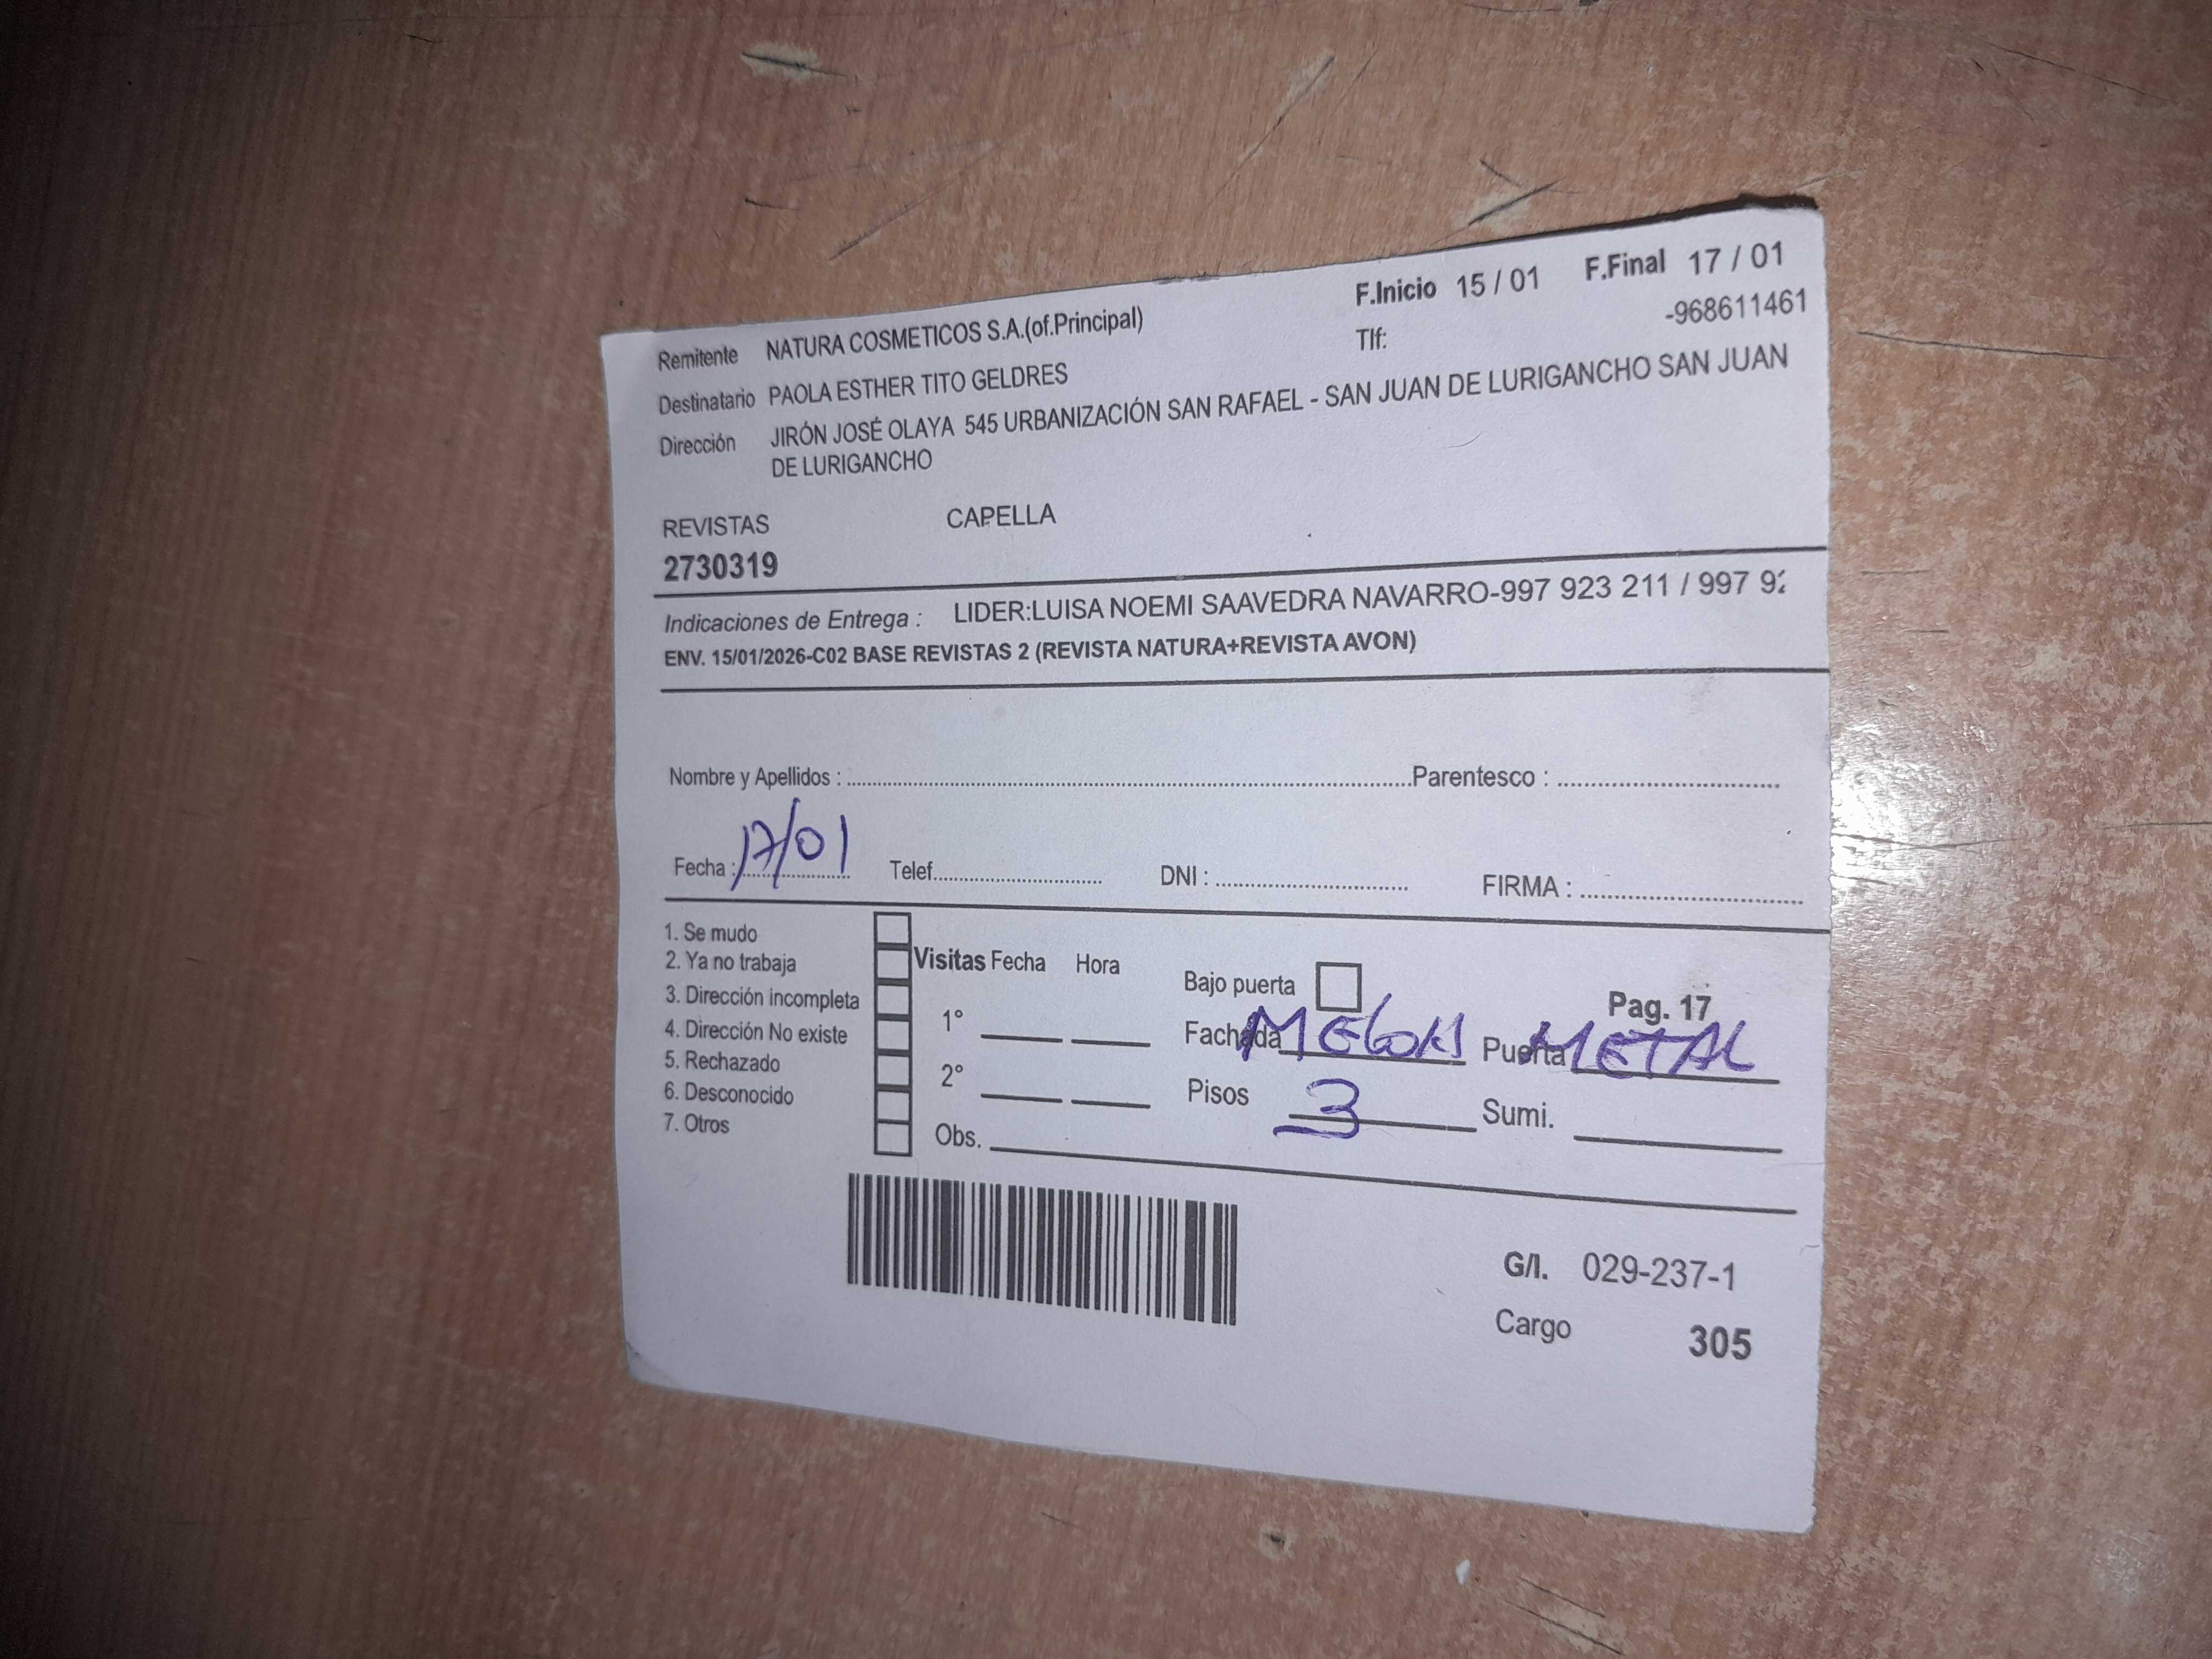 F.Inicio 15 / 01 F.Final 17 / 01
Remitente NATURA COSMETICOS S.A.(of.Principal) Tlf: -968611461
Destinatario PAOLA ESTHER TITO GELDRES
Dirección JIRÓN JOSÉ OLAYA 545 URBANIZACIÓN SAN RAFAEL - SAN JUAN DE LURIGANCHO SAN JUAN
DE LURIGANCHO
REVISTAS CAPELLA
2730319
Indicaciones de Entrega : LIDER:LUISA NOEMI SAAVEDRA NAVARRO-997 923 211 / 997 92
ENV. 15/01/2026-C02 BASE REVISTAS 2 (REVISTA NATURA+REVISTA AVON)
Nombre y Apellidos : Parentesco :
Fecha : 17/01 Telef. DNI : FIRMA :
1. Se mudo
2. Ya no trabaja Visitas Fecha Hora Bajo puerta
3. Dirección incompleta 1° Pag. 17
4. Dirección No existe Fachada MELON Puerta METAL
5. Rechazado 2° Pisos 3 Sumi.
6. Desconocido
7. Otros Obs.
G/I. 029-237-1
Cargo 305